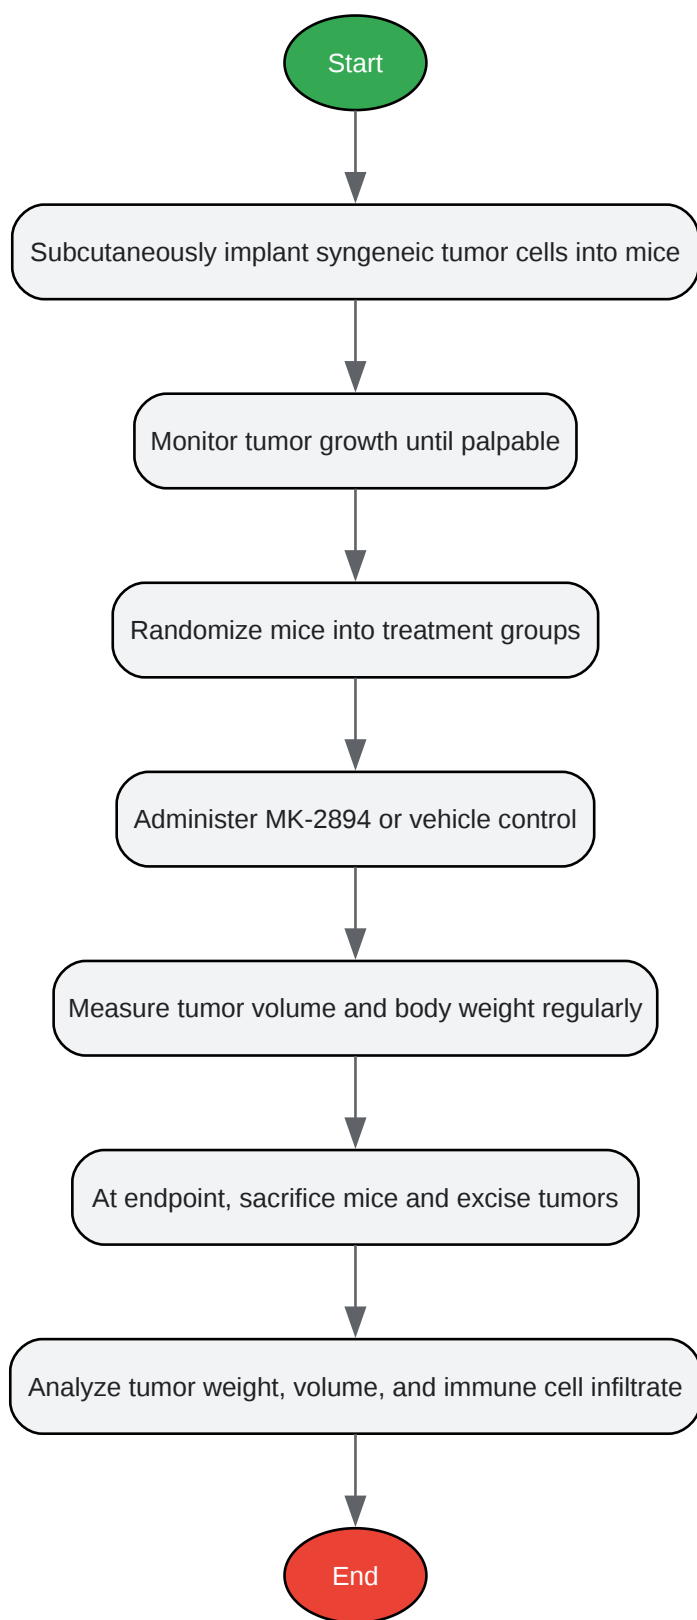 Start
Subcutaneously implant syngeneic tumor cells into mice
Monitor tumor growth until palpable
Randomize mice into treatment groups
Administer MK-2894 or vehicle control
Measure tumor volume and body weight regularly
At endpoint, sacrifice mice and excise tumors
Analyze tumor weight, volume, and immune cell infiltrate
End